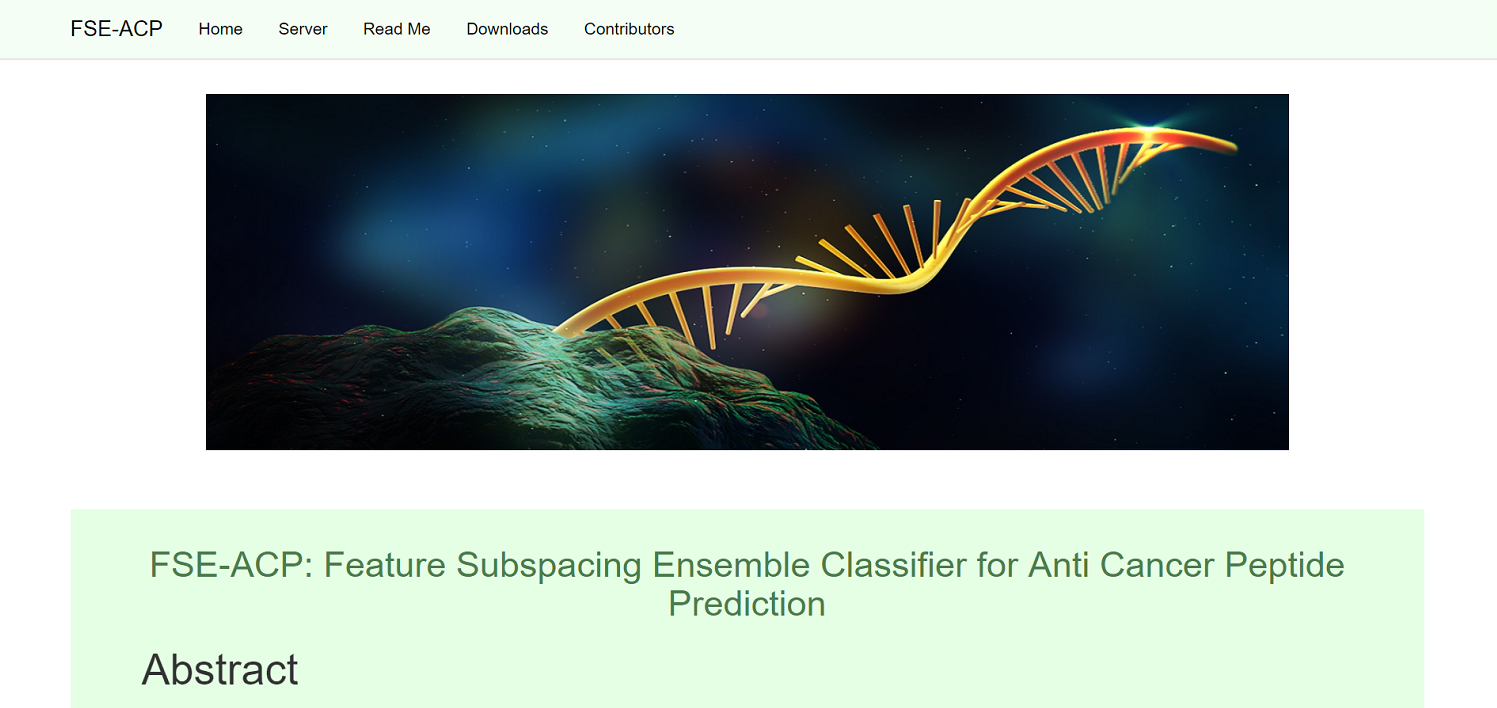 FSE-ACP Home Server Read Me Downloads Contributors
FSE-ACP: Feature Subspacing Ensemble Classifier for Anti Cancer Peptide
Prediction
Abstract